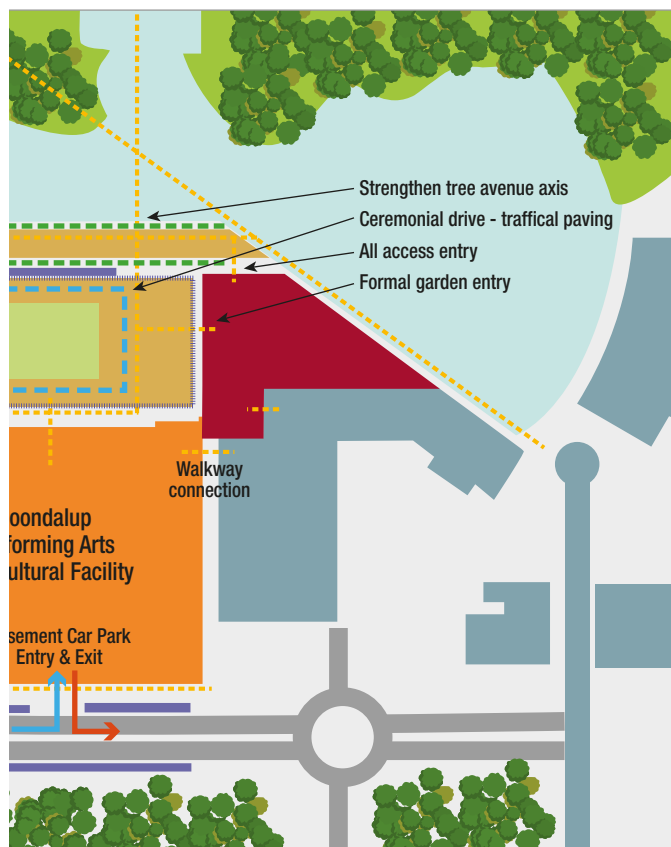 Strengthen tree avenue axis
Ceremonial drive - traffical paving
All access entry
Formal garden entry
Walkway
connection
oondalup
forming Arts
ultural Facility
sement Car Park
Entry & Exit